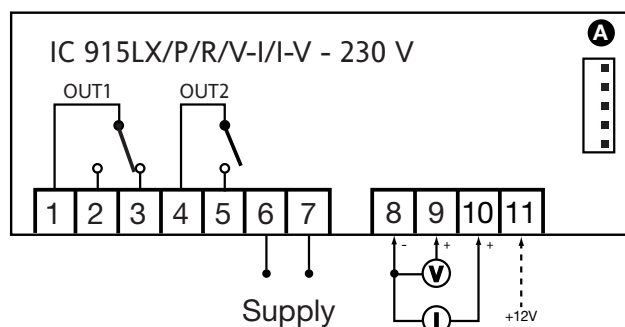 A
IC 915LX/P/R/V-I/I-V - 230 V
OUT1 OUT2
1 2 3 4 5 6 7 8 9 10 11
- + +
V
Supply I +12V